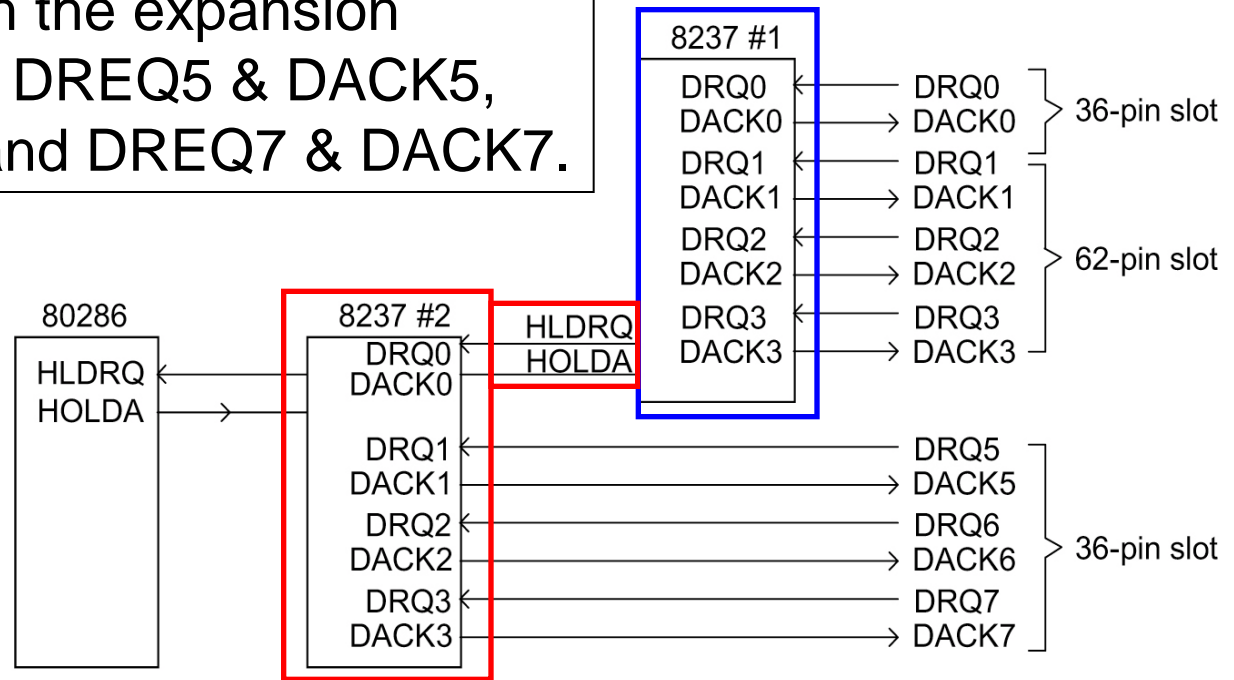 n the expansion
DREQ5 & DACK5,
and DREQ7 & DACK7.
8237 #1
DRQ0 DRQ0
DACK0 DACK0
36-pin slot
DRQ1 DRQ1
DACK1 DACK1
DRQ2 DRQ2
DACK2 DACK2
62-pin slot
DRQ3 DRQ3
DACK3 DACK3
80286
HLDRQ
HOLDA
8237 #2
HLDRQ
HOLDA
DRQ0
DACK0
DRQ1 DRQ5
DACK1 DACK5
DRQ2 DRQ6
DACK2 DACK6
36-pin slot
DRQ3 DRQ7
DACK3 DACK7